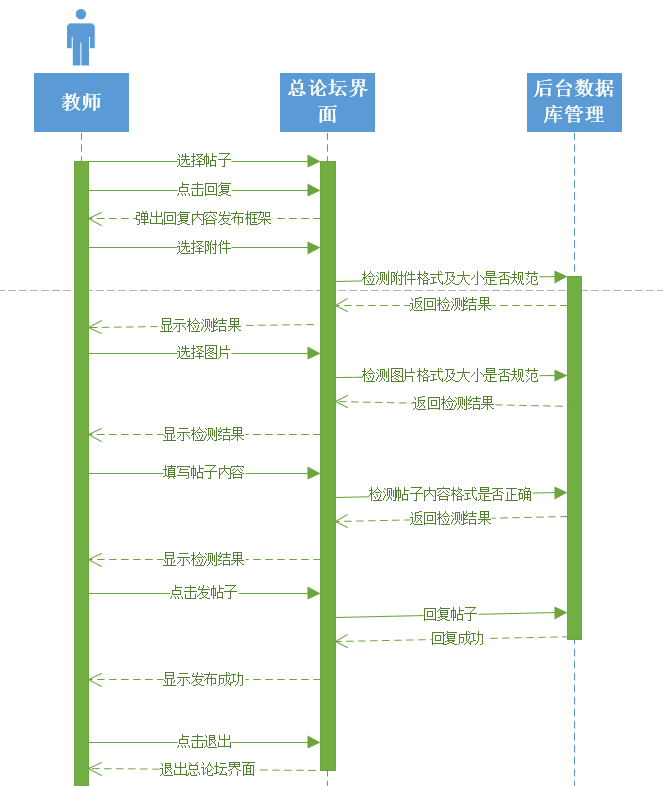 教师
总论坛界
面
后台数据
库管理
选择帖子
点击回复
弹出回复内容发布框架
选择附件
检测附件格式及大小是否规范
返回检测结果
显示检测结果
选择图片
检测图片格式及大小是否规范
返回检测结果
显示检测结果
填写帖子内容
检测帖子内容格式是否正确
返回检测结果
显示检测结果
点击发帖子
回复帖子
回复成功
显示发布成功
点击退出
退出总论坛界面